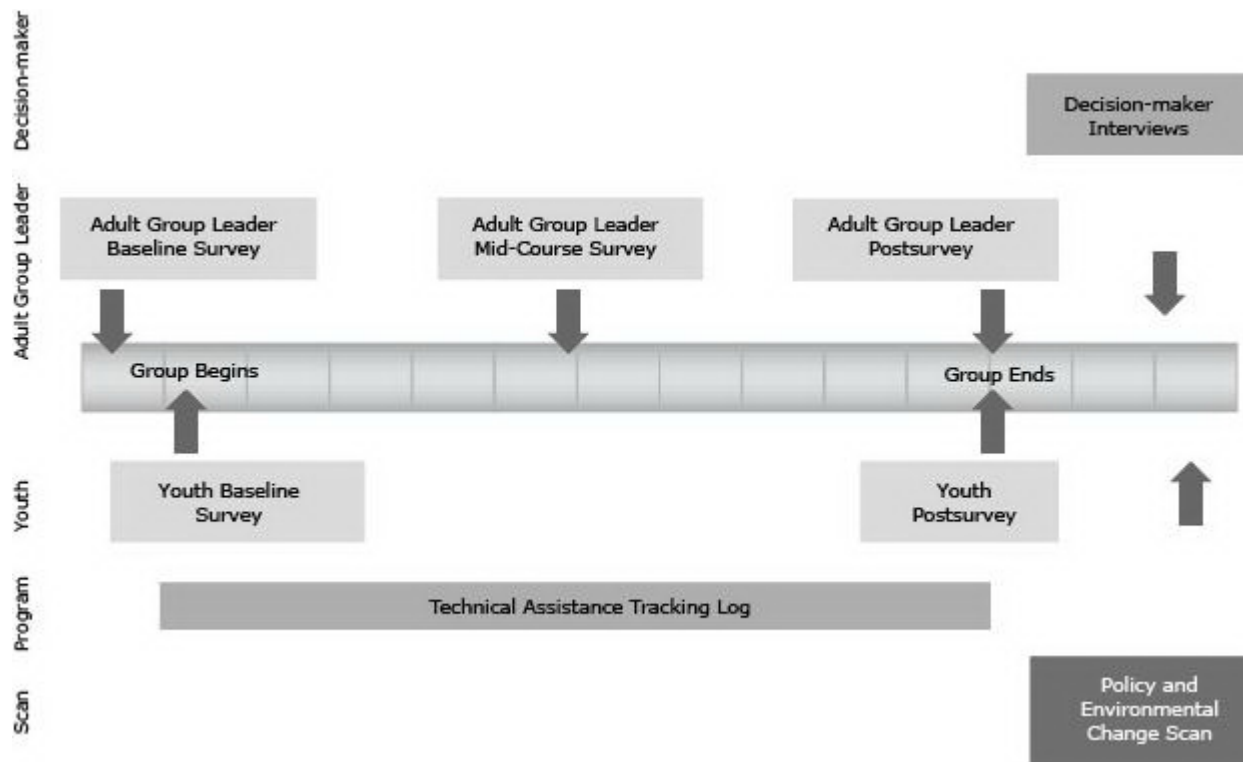 Decision-maker
Decision-maker
Interviews
Adult Group Leader
Adult Group Leader
Baseline Survey
Adult Group Leader
Mid-Course Survey
Adult Group Leader
Postsurvey
Group Begins
Group Ends
Youth
Youth Baseline
Survey
Youth
Postsurvey
Program
Technical Assistance Tracking Log
Scan
Policy and
Environmental
Change Scan